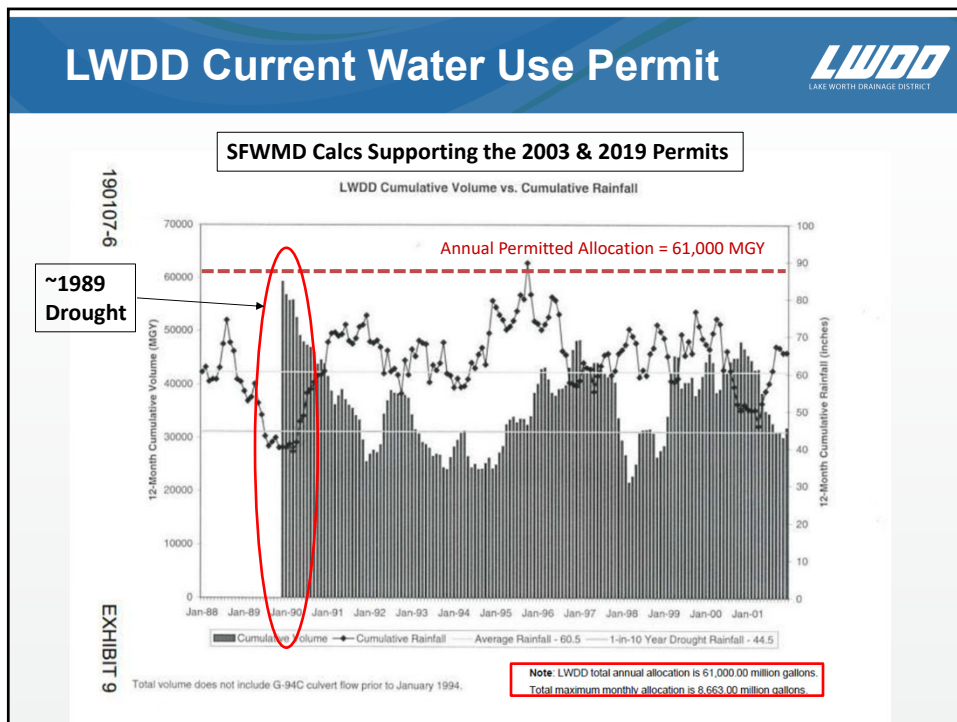 LWDD Current Water Use Permit
LWDD
LAKE WORTH DRAINAGE DISTRICT
SFWMD Calcs Supporting the 2003 & 2019 Permits
190107-6
LWDD Cumulative Volume vs. Cumulative Rainfall
Annual Permitted Allocation = 61,000 MGY
~1989
Drought
12-Month Cumulative Volume (MGY)
70000
60000
50000
40000
30000
20000
10000
0
100
90
80
70
60
50
40
30
20
10
0
12-Month Cumulative Rainfall (inches)
Jan-88 Jan-89 Jan-90 Jan-91 Jan-92 Jan-93 Jan-94 Jan-95 Jan-96 Jan-97 Jan-98 Jan-99 Jan-00 Jan-01
Cumulative Volume Cumulative Rainfall Average Rainfall - 60.5 1-in-10 Year Drought Rainfall - 44.5
EXHIBIT 9
Total volume does not include G-94C culvert flow prior to January 1994.
Note: LWDD total annual allocation is 61,000.00 million gallons.
Total maximum monthly allocation is 8,663.00 million gallons.